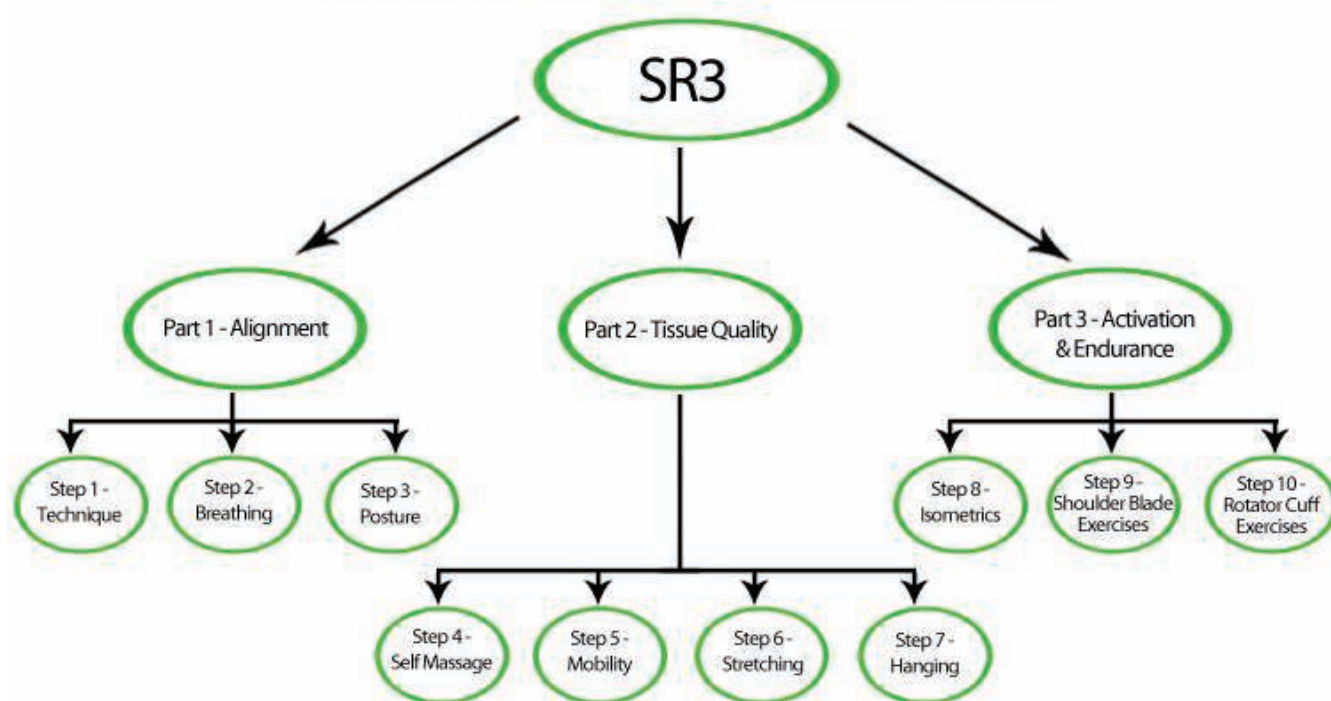 SR3
Part 1 - Alignment
Part 2 - Tissue Quality
Part 3 - Activation
& Endurance
Step 1 -
Technique
Step 2 -
Breathing
Step 3 -
Posture
Step 4 -
Self Massage
Step 5 -
Mobility
Step 6 -
Stretching
Step 7 -
Hanging
Step 8 -
Isometrics
Step 9 -
Shoulder Blade
Exercises
Step 10 -
Rotator Cuff
Exercises